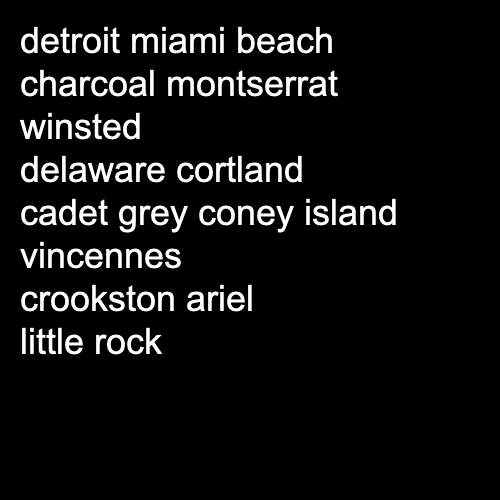 detroit miami beach
charcoal montserrat
winsted
delaware cortland
cadet grey coney island
vincennes
crookston ariel
little rock